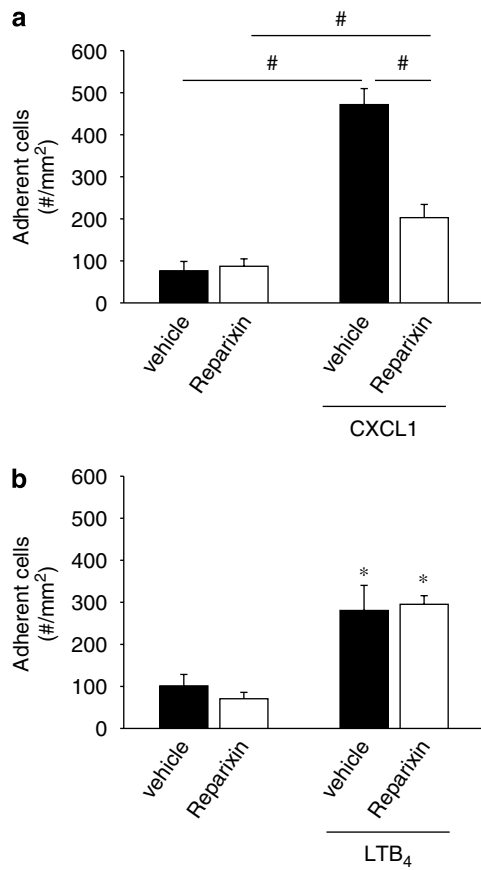 a
#
#
#
Adherent cells
(#/mm²)
600
500
400
300
200
100
0
vehicle
Reparixin
vehicle
Reparixin
CXCL1
b
Adherent cells
(#/mm²)
600
500
400
300
200
100
0
*
*
vehicle
Reparixin
vehicle
Reparixin
LTB₄